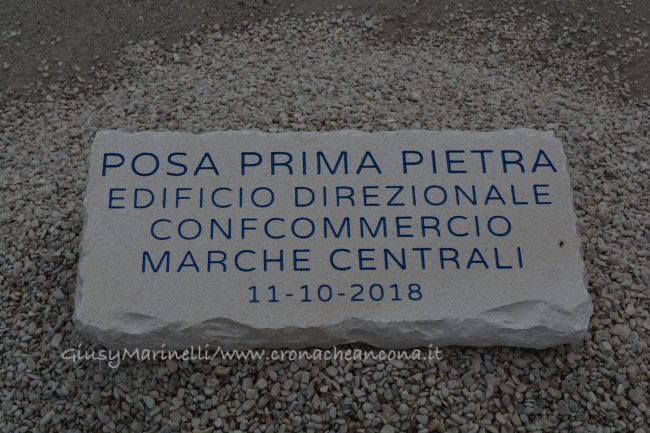 POSA PRIMA PIETRA
EDIFICIO DIREZIONALE
CONFCOMMERCIO
MARCHE CENTRALI
11-10-2018
GiusyMarinelli/www.cronacheancona.it